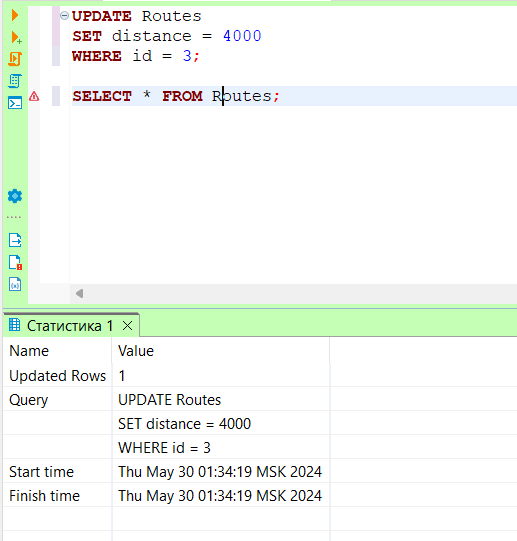 UPDATE Routes
SET distance = 4000
WHERE id = 3;
SELECT * FROM Routes;
Статистика 1
Name Value
Updated Rows 1
Query UPDATE Routes
SET distance = 4000
WHERE id = 3
Start time Thu May 30 01:34:19 MSK 2024
Finish time Thu May 30 01:34:19 MSK 2024